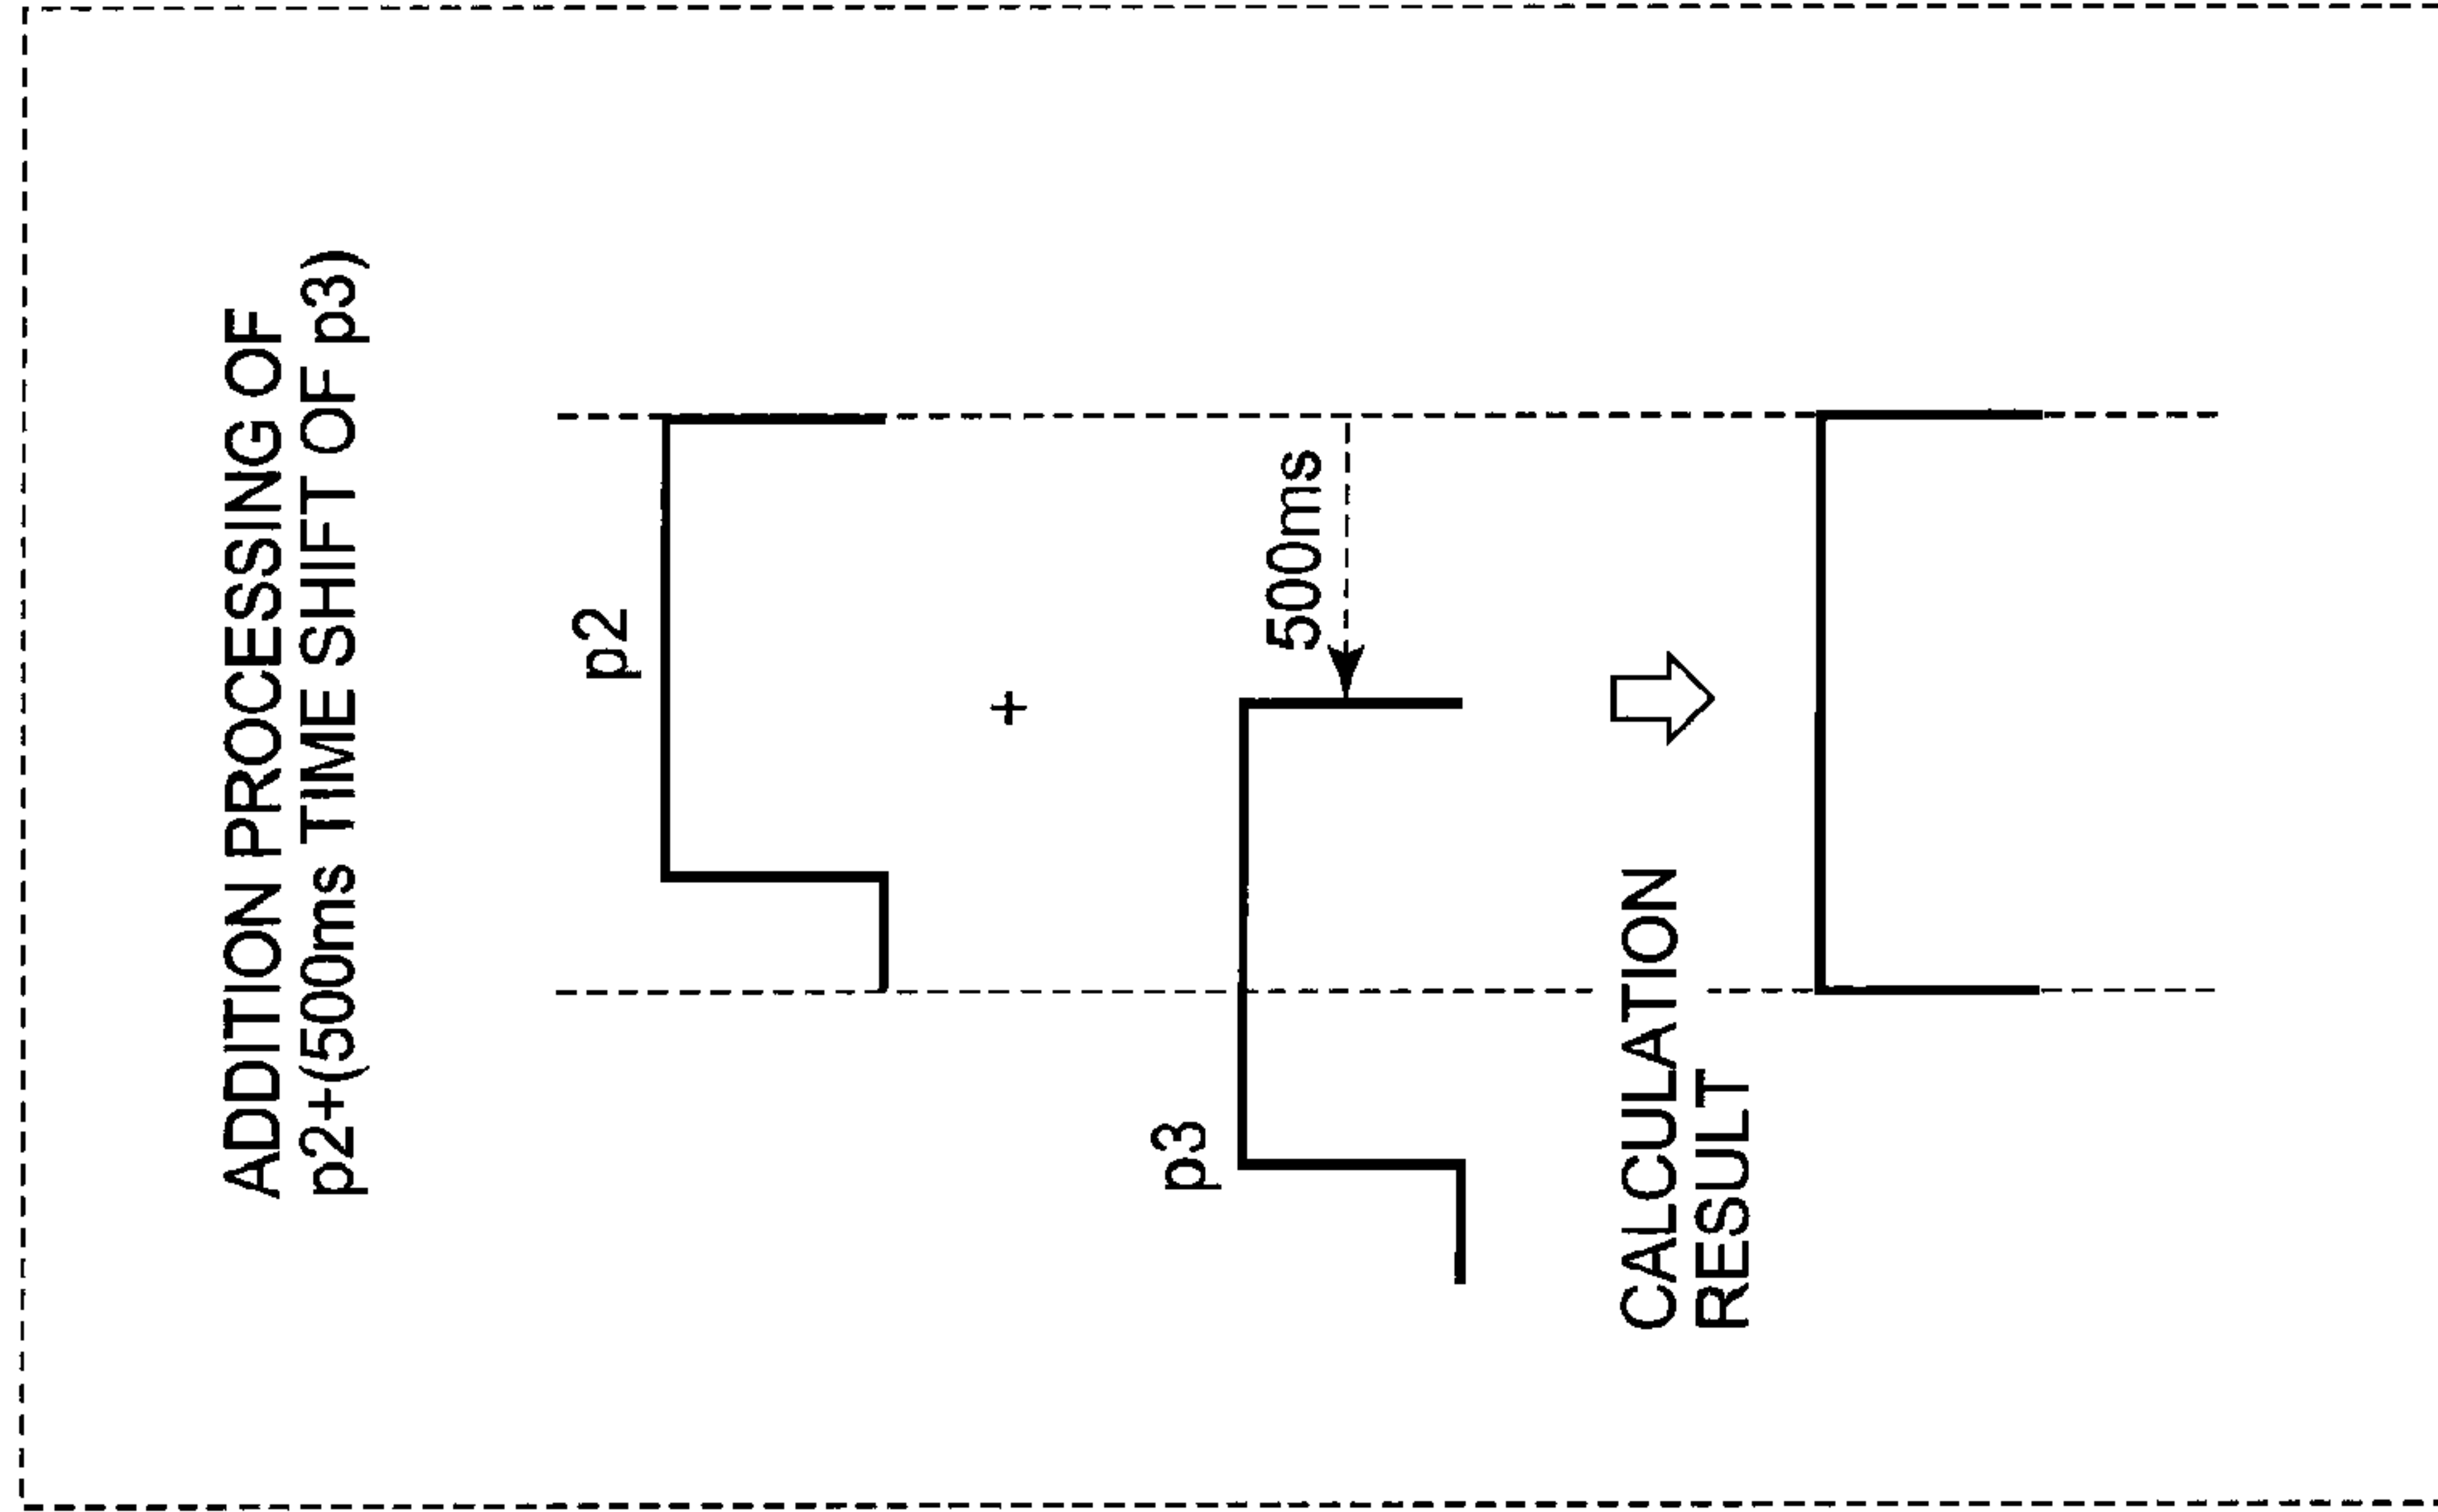 ADDITION PROCESSING OF
p2+(500ms TIME SHIFT OF p3)
p2
+
p3
500ms
CALCULATION
RESULT